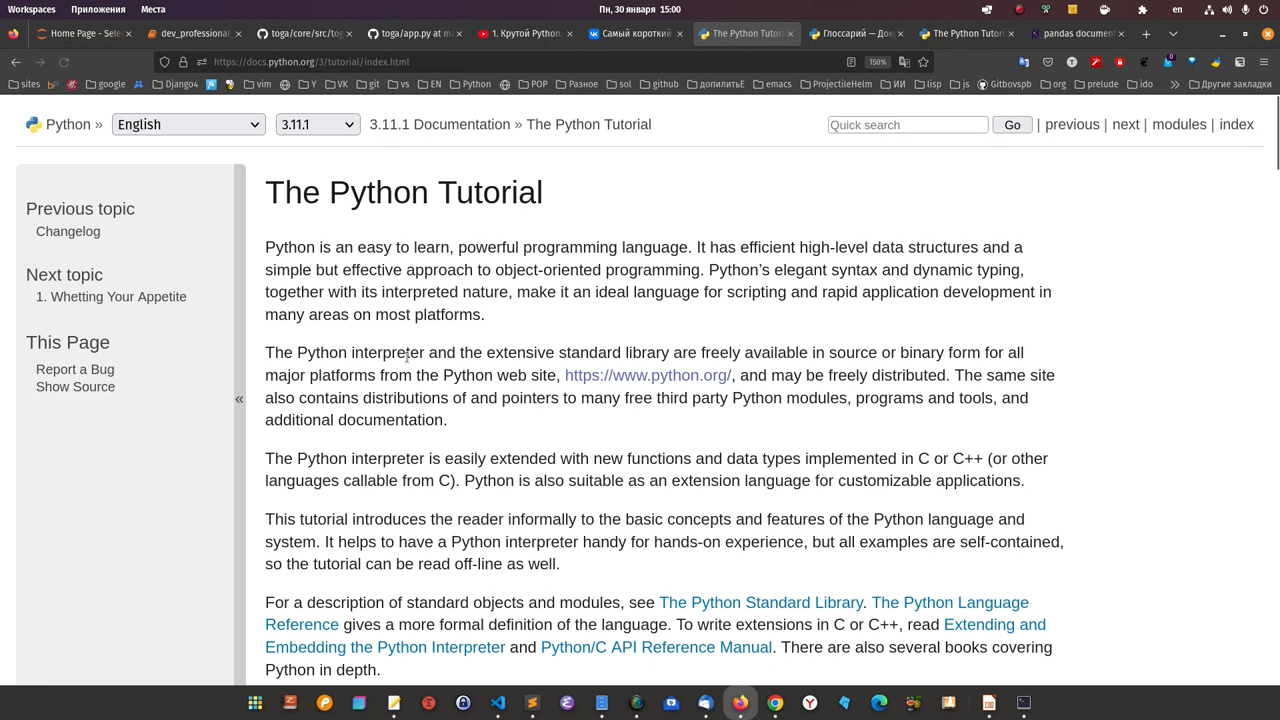 Workspaces Приложения Места Пн, 30 января 15:00 en
Home Page - Sele dev_professional_ toga/core/src/tog toga/app.py at ma 1. Крутой Python. Самый короткий The Python Tutoria Глоссарий — Доку The Python Tutoria pandas document
https://docs.python.org/3/tutorial/index.html 150%
sites google Django4 vim Y VK git vs EN Python POP Разное sol github допилитьЕ emacs ProjectileHelm ИИ lisp js Gitbovspb org prelude ido Другие закладки
Python » English 3.11.1 3.11.1 Documentation » The Python Tutorial Quick search Go | previous | next | modules | index
Previous topic
Changelog
Next topic
1. Whetting Your Appetite
This Page
Report a Bug
Show Source
«
The Python Tutorial
Python is an easy to learn, powerful programming language. It has efficient high-level data structures and a
simple but effective approach to object-oriented programming. Python’s elegant syntax and dynamic typing,
together with its interpreted nature, make it an ideal language for scripting and rapid application development in
many areas on most platforms.
The Python interpreter and the extensive standard library are freely available in source or binary form for all
major platforms from the Python web site, https://www.python.org/, and may be freely distributed. The same site
also contains distributions of and pointers to many free third party Python modules, programs and tools, and
additional documentation.
The Python interpreter is easily extended with new functions and data types implemented in C or C++ (or other
languages callable from C). Python is also suitable as an extension language for customizable applications.
This tutorial introduces the reader informally to the basic concepts and features of the Python language and
system. It helps to have a Python interpreter handy for hands-on experience, but all examples are self-contained,
so the tutorial can be read off-line as well.
For a description of standard objects and modules, see The Python Standard Library. The Python Language
Reference gives a more formal definition of the language. To write extensions in C or C++, read Extending and
Embedding the Python Interpreter and Python/C API Reference Manual. There are also several books covering
Python in depth.